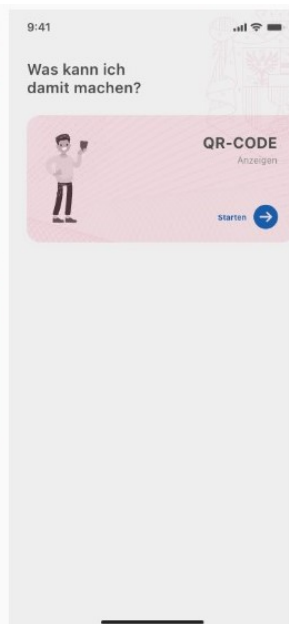 9:41
Was kann ich
damit machen?
QR-CODE
Anzeigen
Starten